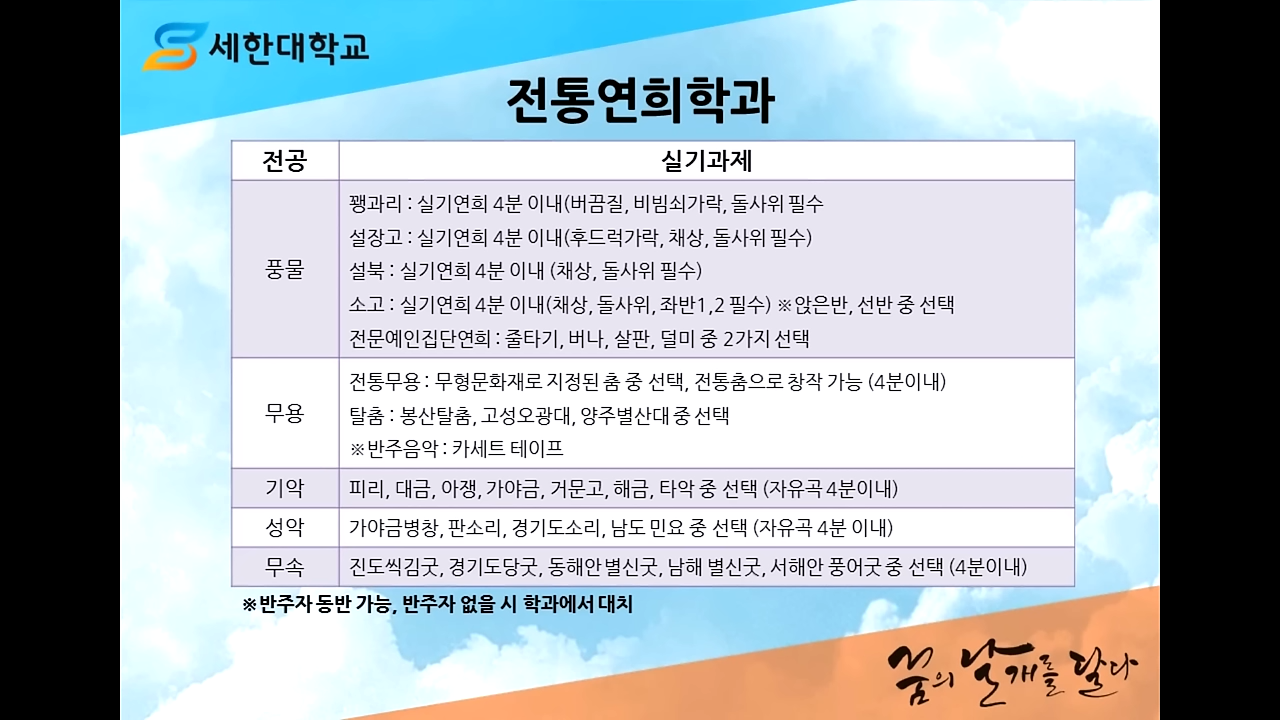 세한대학교
전통연희학과
전공 실기과제
풍물
꽹과리 : 실기연희 4분 이내(버끔질, 비빔쇠가락, 돌사위 필수
설장고 : 실기연희 4분 이내(후드럭가락, 채상, 돌사위 필수)
설북 : 실기연희 4분 이내 (채상, 돌사위 필수)
소고 : 실기연희 4분 이내(채상, 돌사위, 좌반1,2 필수) ※앉은반, 선반 중 선택
전문예인집단연희 : 줄타기, 버나, 살판, 덜미 중 2가지 선택
무용
전통무용 : 무형문화재로 지정된 춤 중 선택, 전통춤으로 창작 가능 (4분이내)
탈춤 : 봉산탈춤, 고성오광대, 양주별산대 중 선택
※반주음악 : 카세트 테이프
기악 피리, 대금, 아쟁, 가야금, 거문고, 해금, 타악 중 선택 (자유곡 4분이내)
성악 가야금병창, 판소리, 경기도소리, 남도 민요 중 선택 (자유곡 4분 이내)
무속 진도씩김굿, 경기도당굿, 동해안 별신굿, 남해 별신굿, 서해안 풍어굿 중 선택 (4분이내)
※반주자 동반 가능, 반주자 없을 시 학과에서 대치
꿈의 날개를 달다